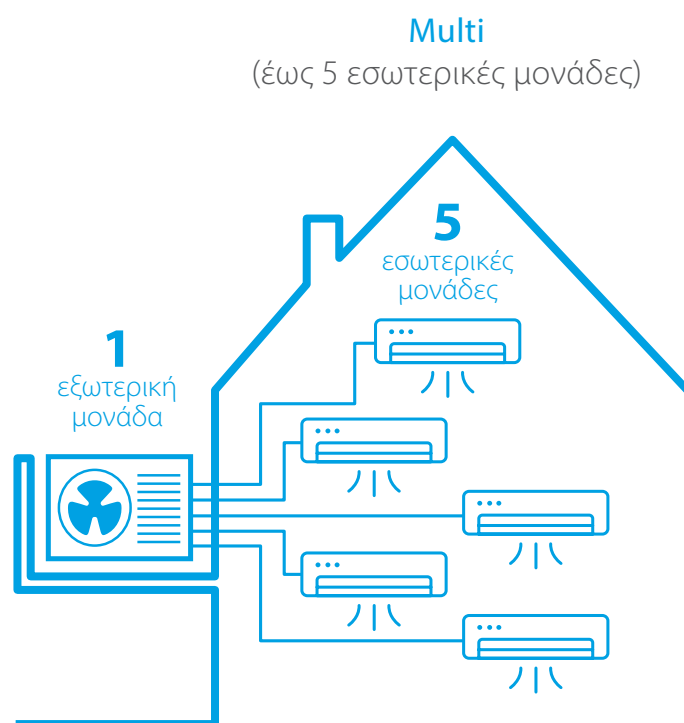 Multi
(έως 5 εσωτερικές μονάδες)
5
εσωτερικές
μονάδες
1
εξωτερική
μονάδα